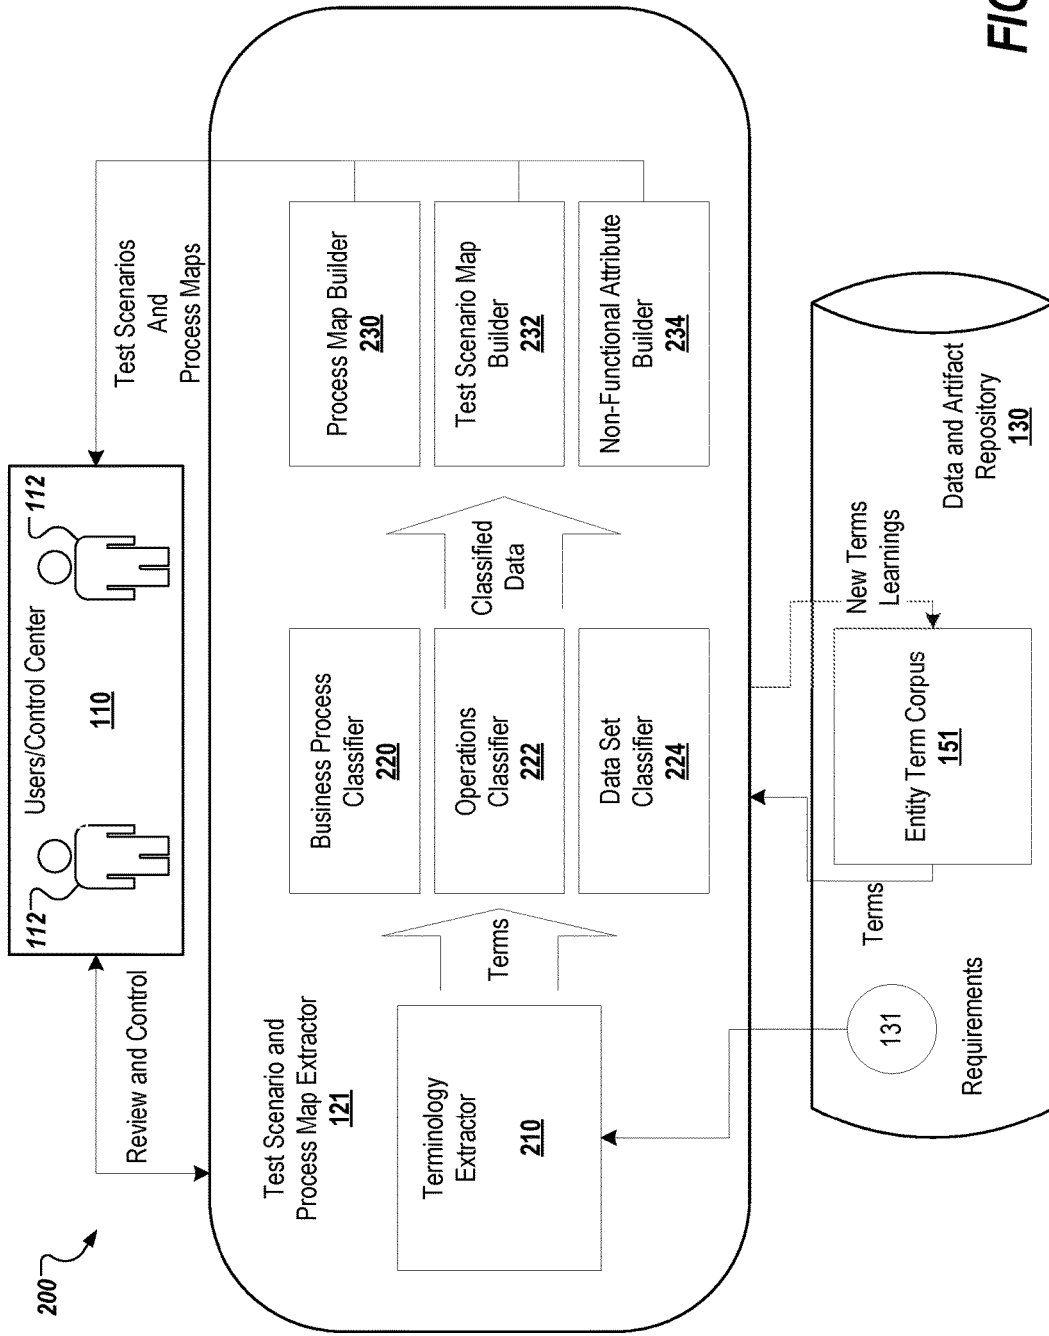 200
Review and Control
112
Users/Control Center
110
112
Test Scenarios
And
Process Maps
Test Scenario and
Process Map Extractor
121
Terminology
Extractor
210
Terms
Business Process
Classifier
220
Operations
Classifier
222
Data Set
Classifier
224
Classified
Data
Process Map Builder
230
Test Scenario Map
Builder
232
Non-Functional Attribute
Builder
234
131
Requirements
Terms
Entity Term Corpus
151
New Terms
Learnings
Data and Artifact
Repository
130
FIG